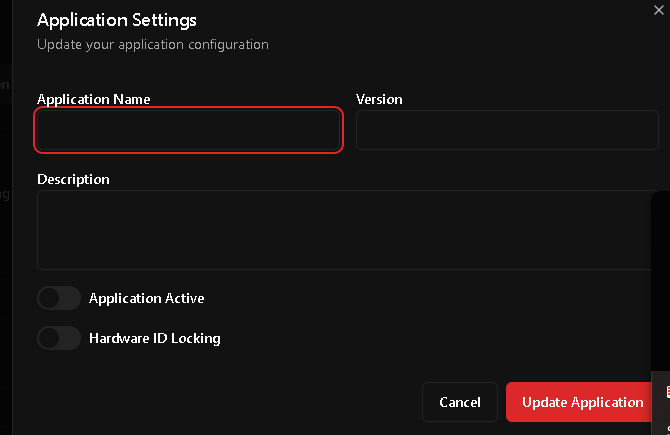 Application Settings
Update your application configuration
Application Name
Version
Description
Application Active
Hardware ID Locking
Cancel
Update Application